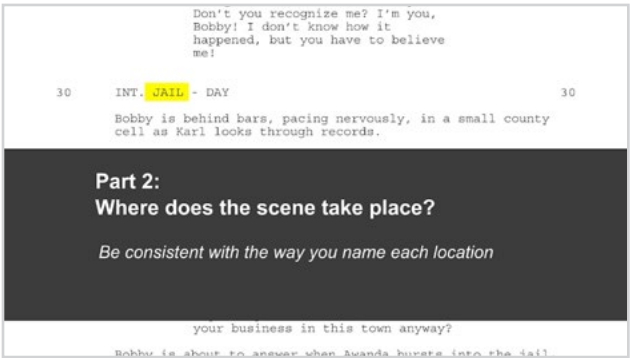 Don't you recognize me? I'm you,
Bobby! I don't know how it
happened, but you have to believe
me!
30 INT. JAIL - DAY 30
Bobby is behind bars, pacing nervously, in a small county
cell as Karl looks through records.
Part 2:
Where does the scene take place?
Be consistent with the way you name each location
your business in this town anyway?
Bobby is about to answer when Awanda bursts into the jail